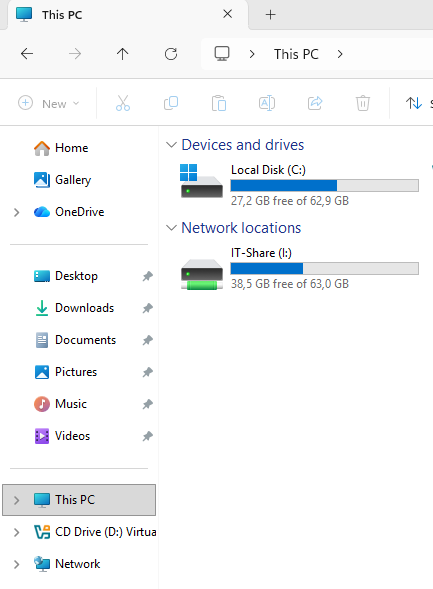 This PC
This PC
New
S
Home
Gallery
OneDrive
Desktop
Downloads
Documents
Pictures
Music
Videos
This PC
CD Drive (D:) Virtua
Network
Devices and drives
Local Disk (C:)
27,2 GB free of 62,9 GB
Network locations
IT-Share (I:)
38,5 GB free of 63,0 GB